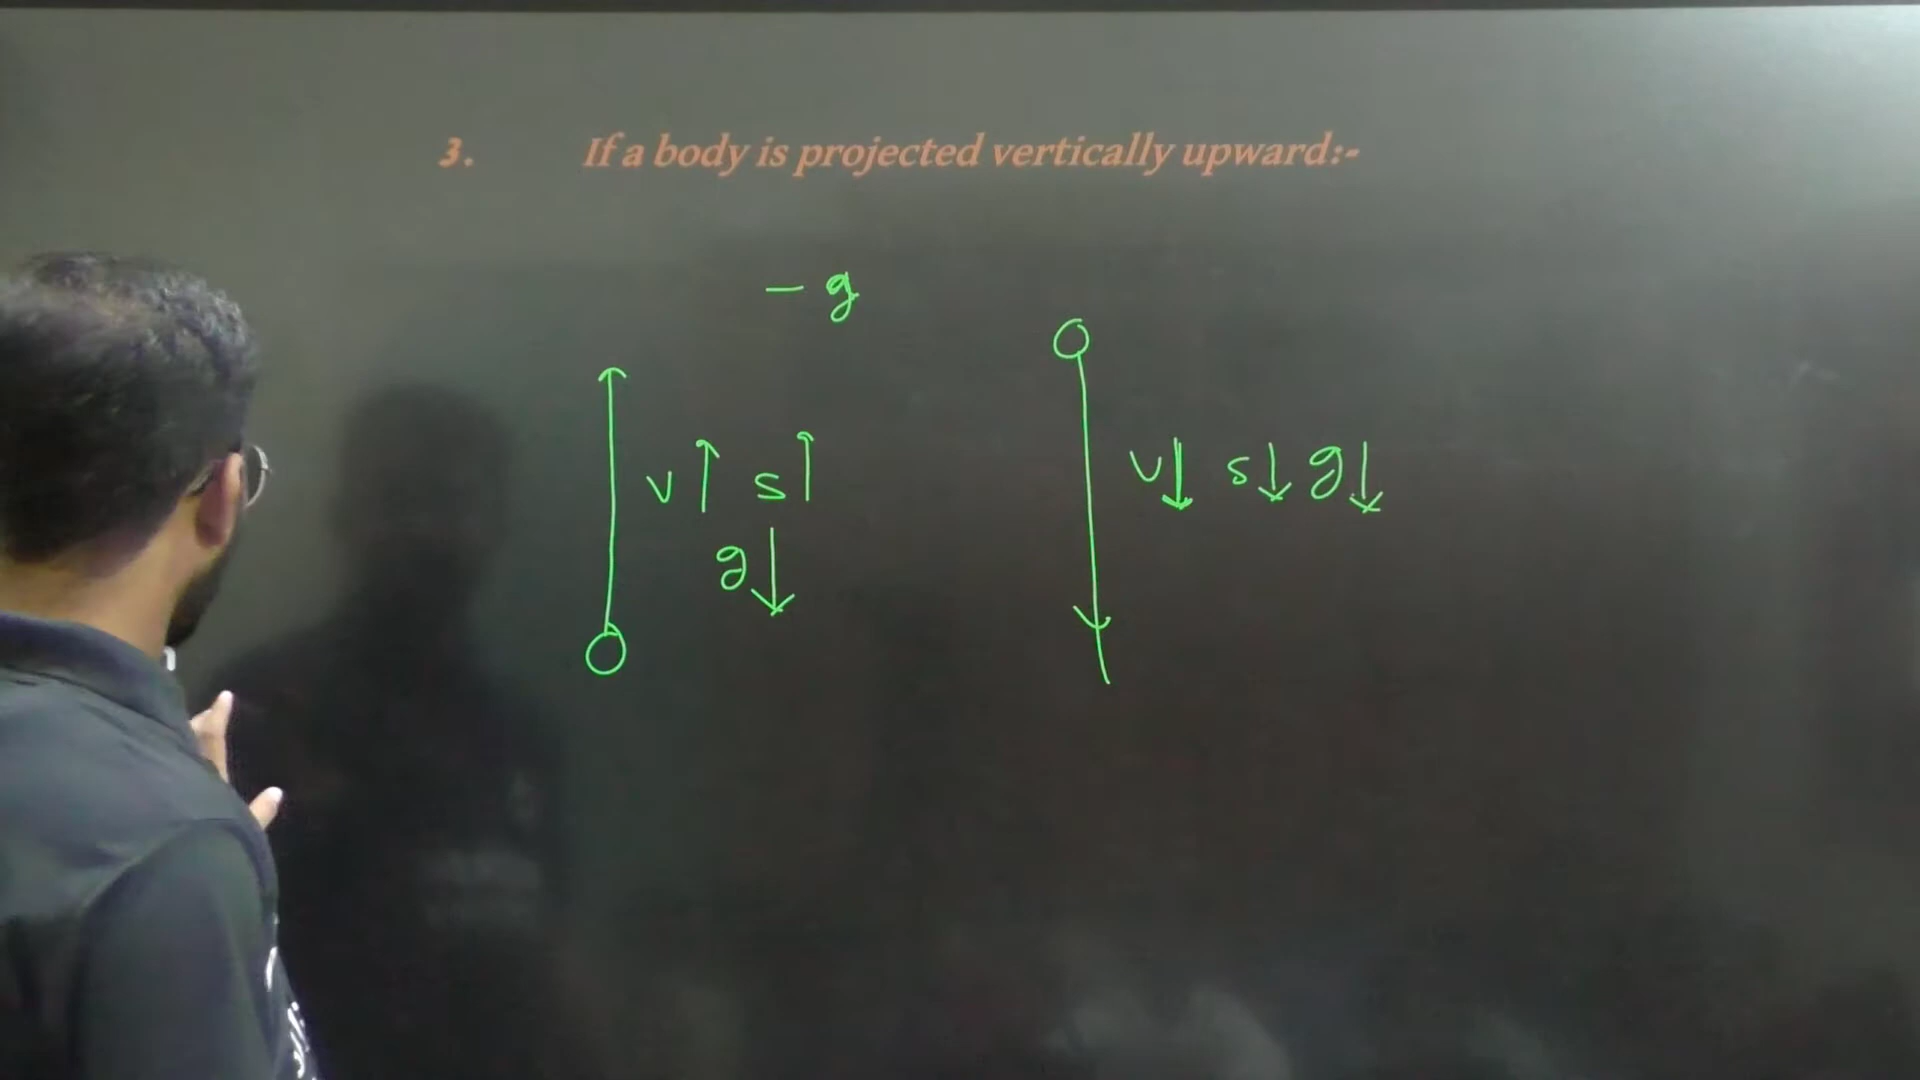 3. If a body is projected vertically upward:-
- g
v↑ s↑
g↓
v↓ s↓ g↓